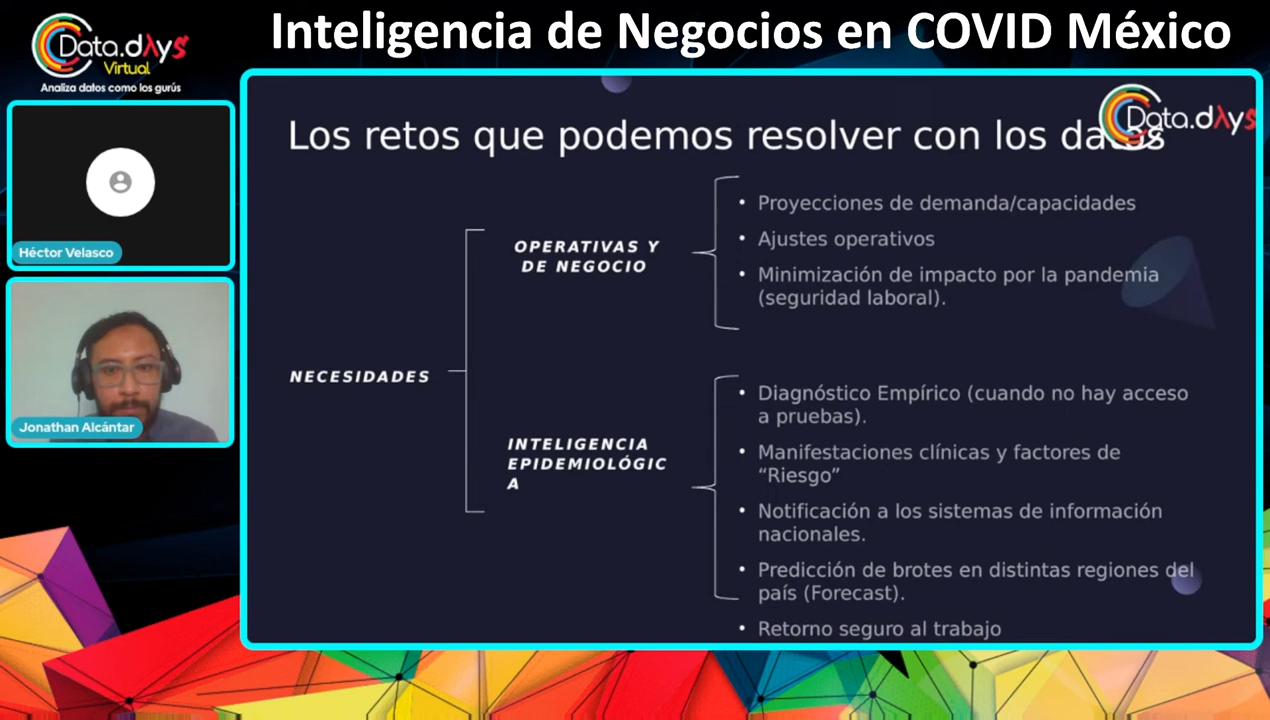 Inteligencia de Negocios en COVID México
Data.dAys
Virtual
Analiza datos como los gurús
Héctor Velasco
Jonathan Alcántar
Data.dAys
Los retos que podemos resolver con los datos
NECESIDADES
OPERATIVAS Y
DE NEGOCIO
• Proyecciones de demanda/capacidades
• Ajustes operativos
• Minimización de impacto por la pandemia
(seguridad laboral).
INTELIGENCIA
EPIDEMIOLÓGIC
A
• Diagnóstico Empírico (cuando no hay acceso
a pruebas).
• Manifestaciones clínicas y factores de
“Riesgo”
• Notificación a los sistemas de información
nacionales.
• Predicción de brotes en distintas regiones del
país (Forecast).
• Retorno seguro al trabajo